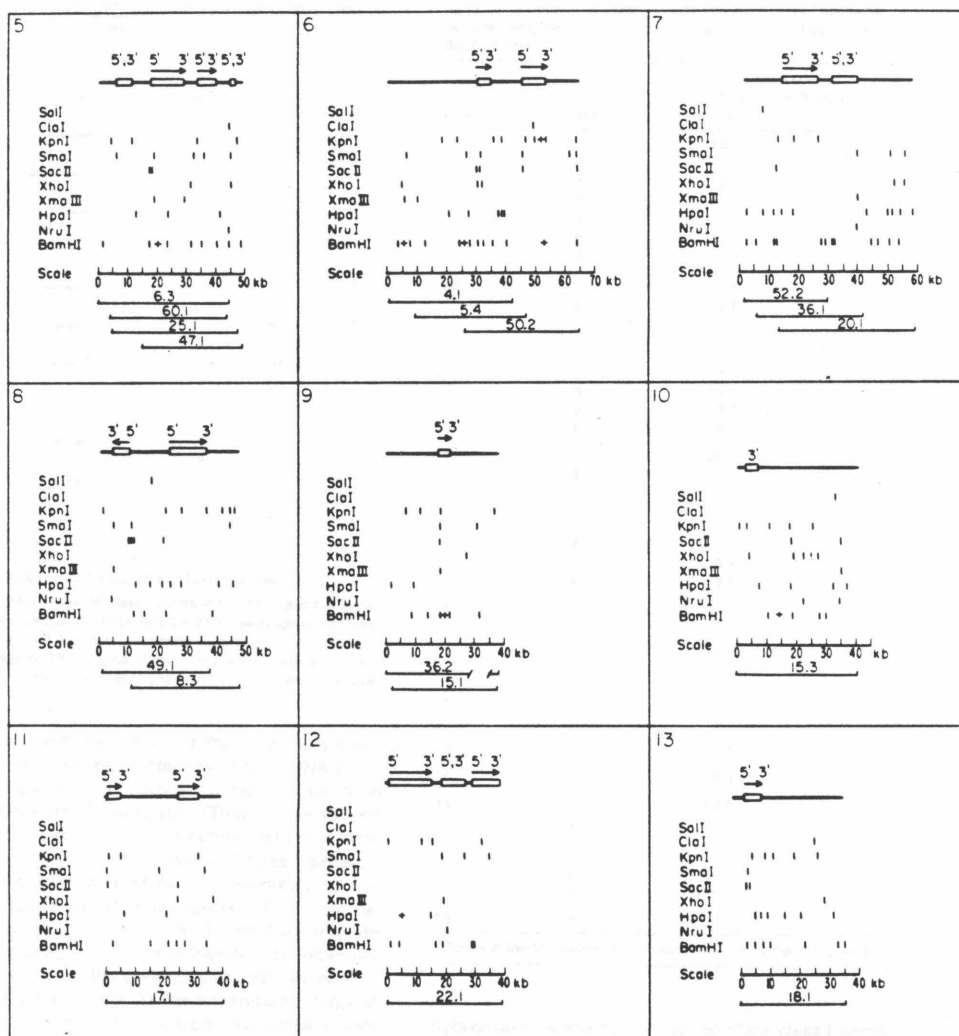 5
5',3' 5' 3' 5' 3' 5',3'
SalI
ClaI
KpnI
SmaI
SacII
XhoI
XmaIII
HpaI
NruI
BamHI
Scale
0 10 20 30 40 50 kb
6.3
60.1
25.1
47.1
6
5' 3' 5' 3'
SalI
ClaI
KpnI
SmaI
SacII
XhoI
XmaIII
HpaI
NruI
BamHI
Scale
0 10 20 30 40 50 60 70 kb
4.1
5.4
50.2
7
5' 3' 5',3'
SalI
ClaI
KpnI
SmaI
SacII
XhoI
XmaIII
HpaI
NruI
BamHI
Scale
0 10 20 30 40 50 60 kb
52.2
36.1
20.1
8
3' 5' 5' 3'
SalI
ClaI
KpnI
SmaI
SacII
XhoI
XmaIII
HpaI
NruI
BamHI
Scale
0 10 20 30 40 50 kb
49.1
8.3
9
5' 3'
SalI
ClaI
KpnI
SmaI
SacII
XhoI
XmaIII
HpaI
NruI
BamHI
Scale
0 10 20 30 40 kb
36.2
15.1
10
3'
SalI
ClaI
KpnI
SmaI
SacII
XhoI
XmaIII
HpaI
NruI
BamHI
Scale
0 10 20 30 40 kb
15.3
11
5' 3' 5' 3'
SalI
ClaI
KpnI
SmaI
SacII
XhoI
HpaI
NruI
BamHI
Scale
0 10 20 30 40 kb
17.1
12
5' 3' 5',3' 5' 3'
SalI
ClaI
KpnI
SmaI
SacII
XhoI
XmaIII
HpaI
NruI
BamHI
Scale
0 10 20 30 40 kb
22.1
13
5' 3'
SalI
ClaI
KpnI
SmaI
SacII
XhoI
HpaI
NruI
BamHI
Scale
0 10 20 30 kb
18.1